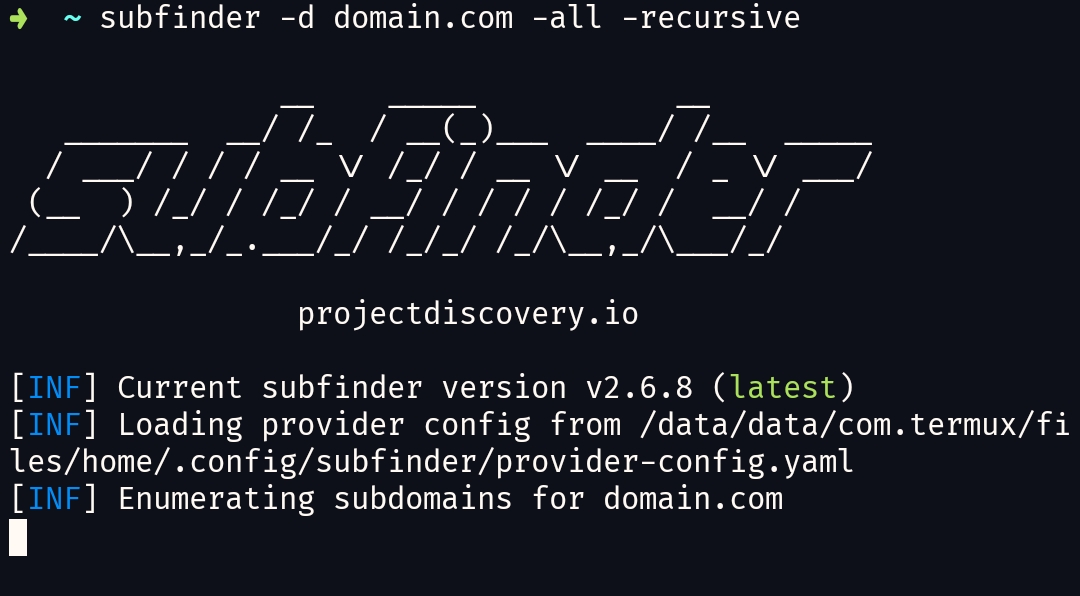 ➜  ~ subfinder -d domain.com -all -recursive
               __    _____           __
   _______  __/ /_  / __(_)___  ____/ /__  _____
  / ___/ / / / __ \/ /_/ / __ \/ __  / _ \/ ___/
 (__  ) /_/ / /_/ / __/ / / / / /_/ /  __/ /
/____/\__,_/_.___/_/ /_/_/ /_/\__,_/\___/_/
projectdiscovery.io
[INF] Current subfinder version v2.6.8 (latest)
[INF] Loading provider config from /data/data/com.termux/fi
les/home/.config/subfinder/provider-config.yaml
[INF] Enumerating subdomains for domain.com